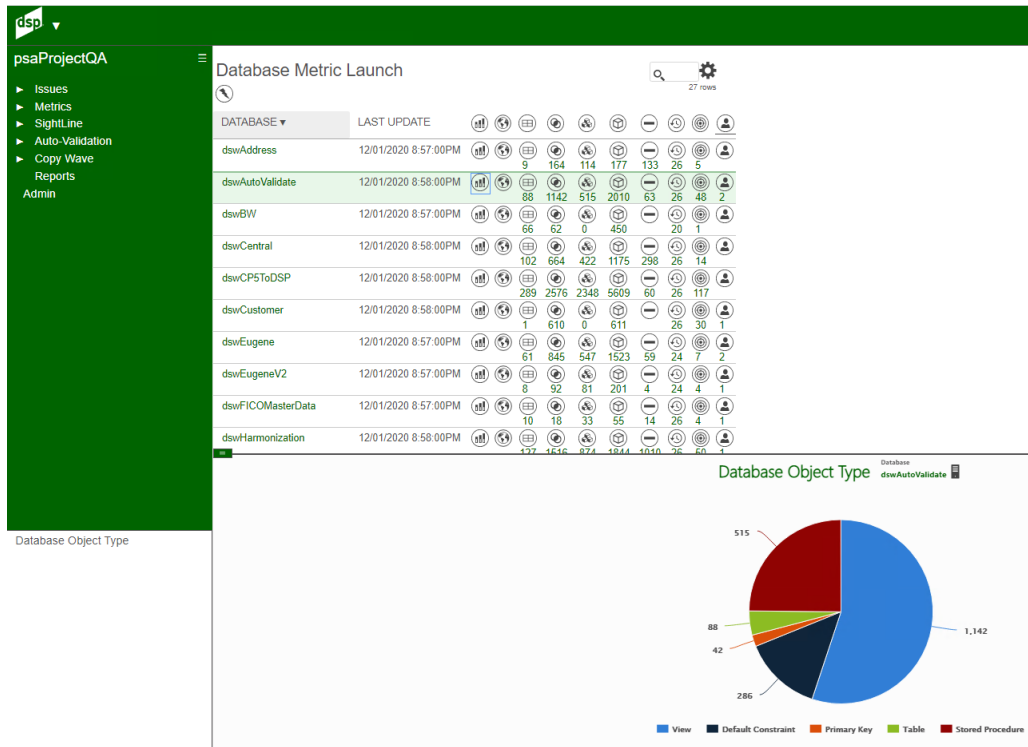 dsp
psaProjectQA
Issues
Metrics
SightLine
Auto-Validation
Copy Wave
Reports
Admin
Database Object Type
Database Metric Launch
27 rows
DATABASE LAST UPDATE
dswAddress 12/01/2020 8:57:00PM
9 164 114 177 133 26 5
dswAutoValidate 12/01/2020 8:58:00PM
88 1142 515 2010 63 26 48 2
dswBW 12/01/2020 8:57:00PM
66 62 0 450 20 1
dswCentral 12/01/2020 8:58:00PM
102 664 422 1175 298 26 14
dswCP5ToDSP 12/01/2020 8:58:00PM
289 2576 2348 5609 60 26 117
dswCustomer 12/01/2020 8:57:00PM
1 610 0 611 26 30 1
dswEugene 12/01/2020 8:57:00PM
61 845 547 1523 59 24 7 2
dswEugeneV2 12/01/2020 8:57:00PM
8 92 81 201 4 24 4 1
dswFICOMasterData 12/01/2020 8:57:00PM
10 18 33 55 14 26 4 1
dswHarmonization 12/01/2020 8:58:00PM
127 1616 874 1844 1010 26 60 1
Database Object Type
Database
dswAutoValidate
515
88
42
286
1,142
View Default Constraint Primary Key Table Stored Procedure